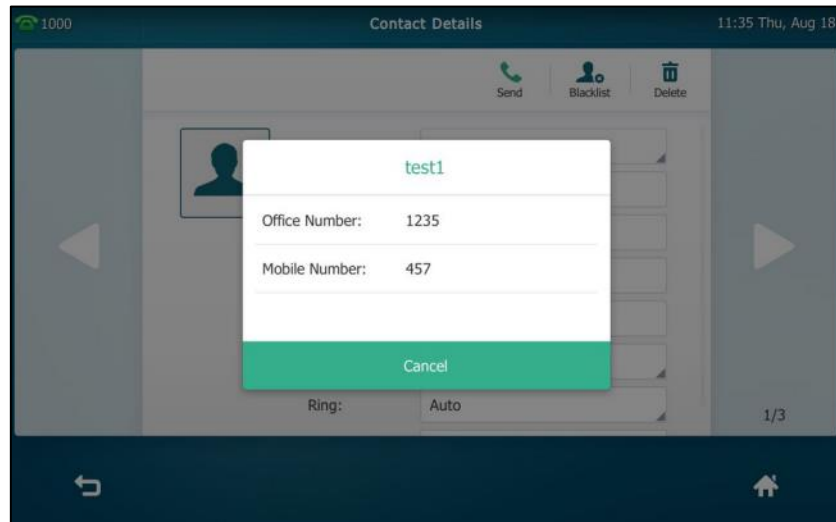 1000 Contact Details 11:35 Thu, Aug 18
Send Blacklist Delete
test1
Office Number: 1235
Mobile Number: 457
Cancel
Ring: Auto
1/3